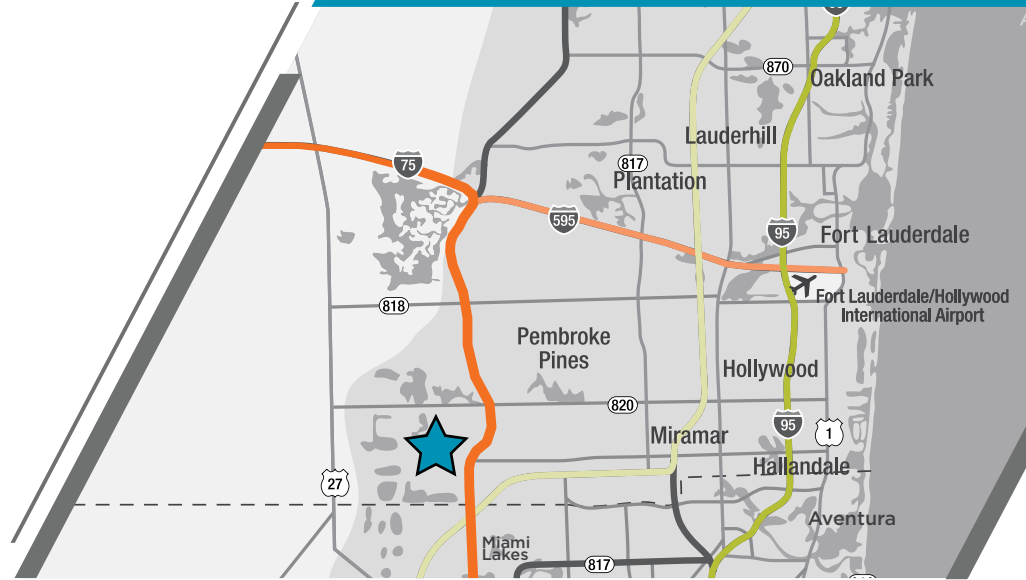 870
Oakland Park
Lauderhill
75
817
Plantation
595
95
Fort Lauderdale
818
Fort Lauderdale/Hollywood
International Airport
Pembroke
Pines
Hollywood
820
95
1
Miramar
Hallandale
27
Aventura
Miami
Lakes
817